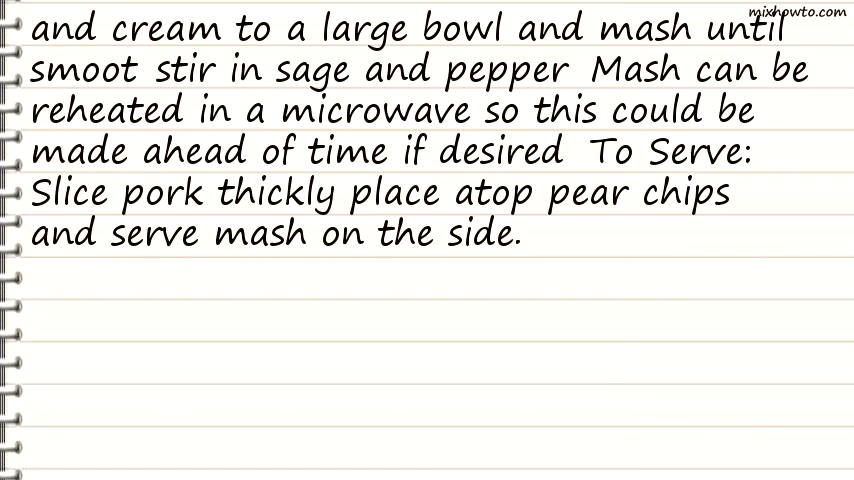 mixhowto.com
and cream to a large bowl and mash until
smoot stir in sage and pepper Mash can be
reheated in a microwave so this could be
made ahead of time if desired To Serve:
Slice pork thickly place atop pear chips
and serve mash on the side.